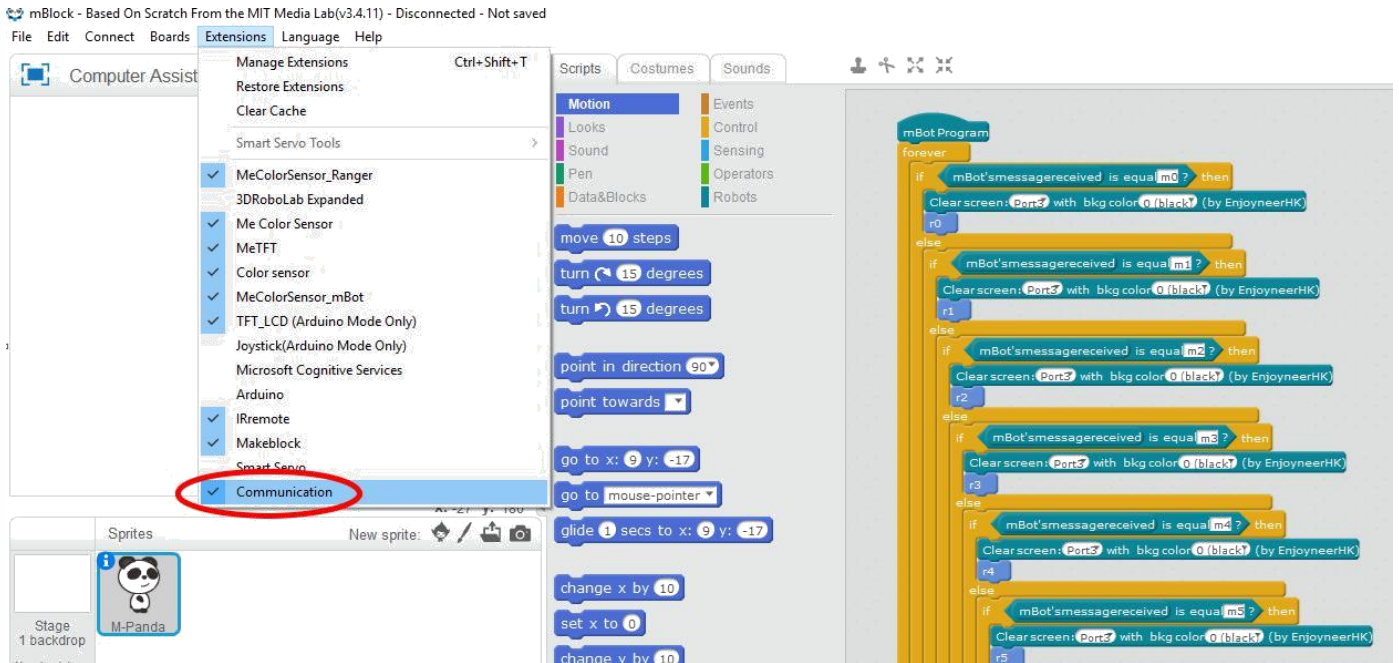 mBlock - Based On Scratch From the MIT Media Lab(v3.4.11) - Disconnected - Not saved
File Edit Connect Boards Extensions Language Help
Computer Assist
Manage Extensions Ctrl+Shift+T
Restore Extensions
Clear Cache
Smart Servo Tools
MeColorSensor_Ranger
3DRoboLab Expanded
Me Color Sensor
MeTFT
Color sensor
MeColorSensor_mBot
TFT_LCD (Arduino Mode Only)
Joystick(Arduino Mode Only)
Microsoft Cognitive Services
Arduino
IRremote
Makeblock
Smart Servo
Communication
Sprites New sprite:
Stage
1 backdrop
M-Panda
Scripts Costumes Sounds
Motion Events
Looks Control
Sound Sensing
Pen Operators
Data&Blocks Robots
move 10 steps
turn 15 degrees
turn 15 degrees
point in direction 90
point towards
go to x: 9 y: -17
go to mouse-pointer
glide 1 secs to x: 9 y: -17
change x by 10
set x to 0
change y by 10
mBot Program
forever
if mBot'smessagereceived is equal m0 ? then
Clear screen: Port3 with bkg color 0 (black) (by EnjoyneerHK)
r0
else
if mBot'smessagereceived is equal m1 ? then
Clear screen: Port3 with bkg color 0 (black) (by EnjoyneerHK)
r1
else
if mBot'smessagereceived is equal m2 ? then
Clear screen: Port3 with bkg color 0 (black) (by EnjoyneerHK)
r2
else
if mBot'smessagereceived is equal m3 ? then
Clear screen: Port3 with bkg color 0 (black) (by EnjoyneerHK)
r3
else
if mBot'smessagereceived is equal m4 ? then
Clear screen: Port3 with bkg color 0 (black) (by EnjoyneerHK)
r4
else
if mBot'smessagereceived is equal m5 ? then
Clear screen: Port3 with bkg color 0 (black) (by EnjoyneerHK)
r5